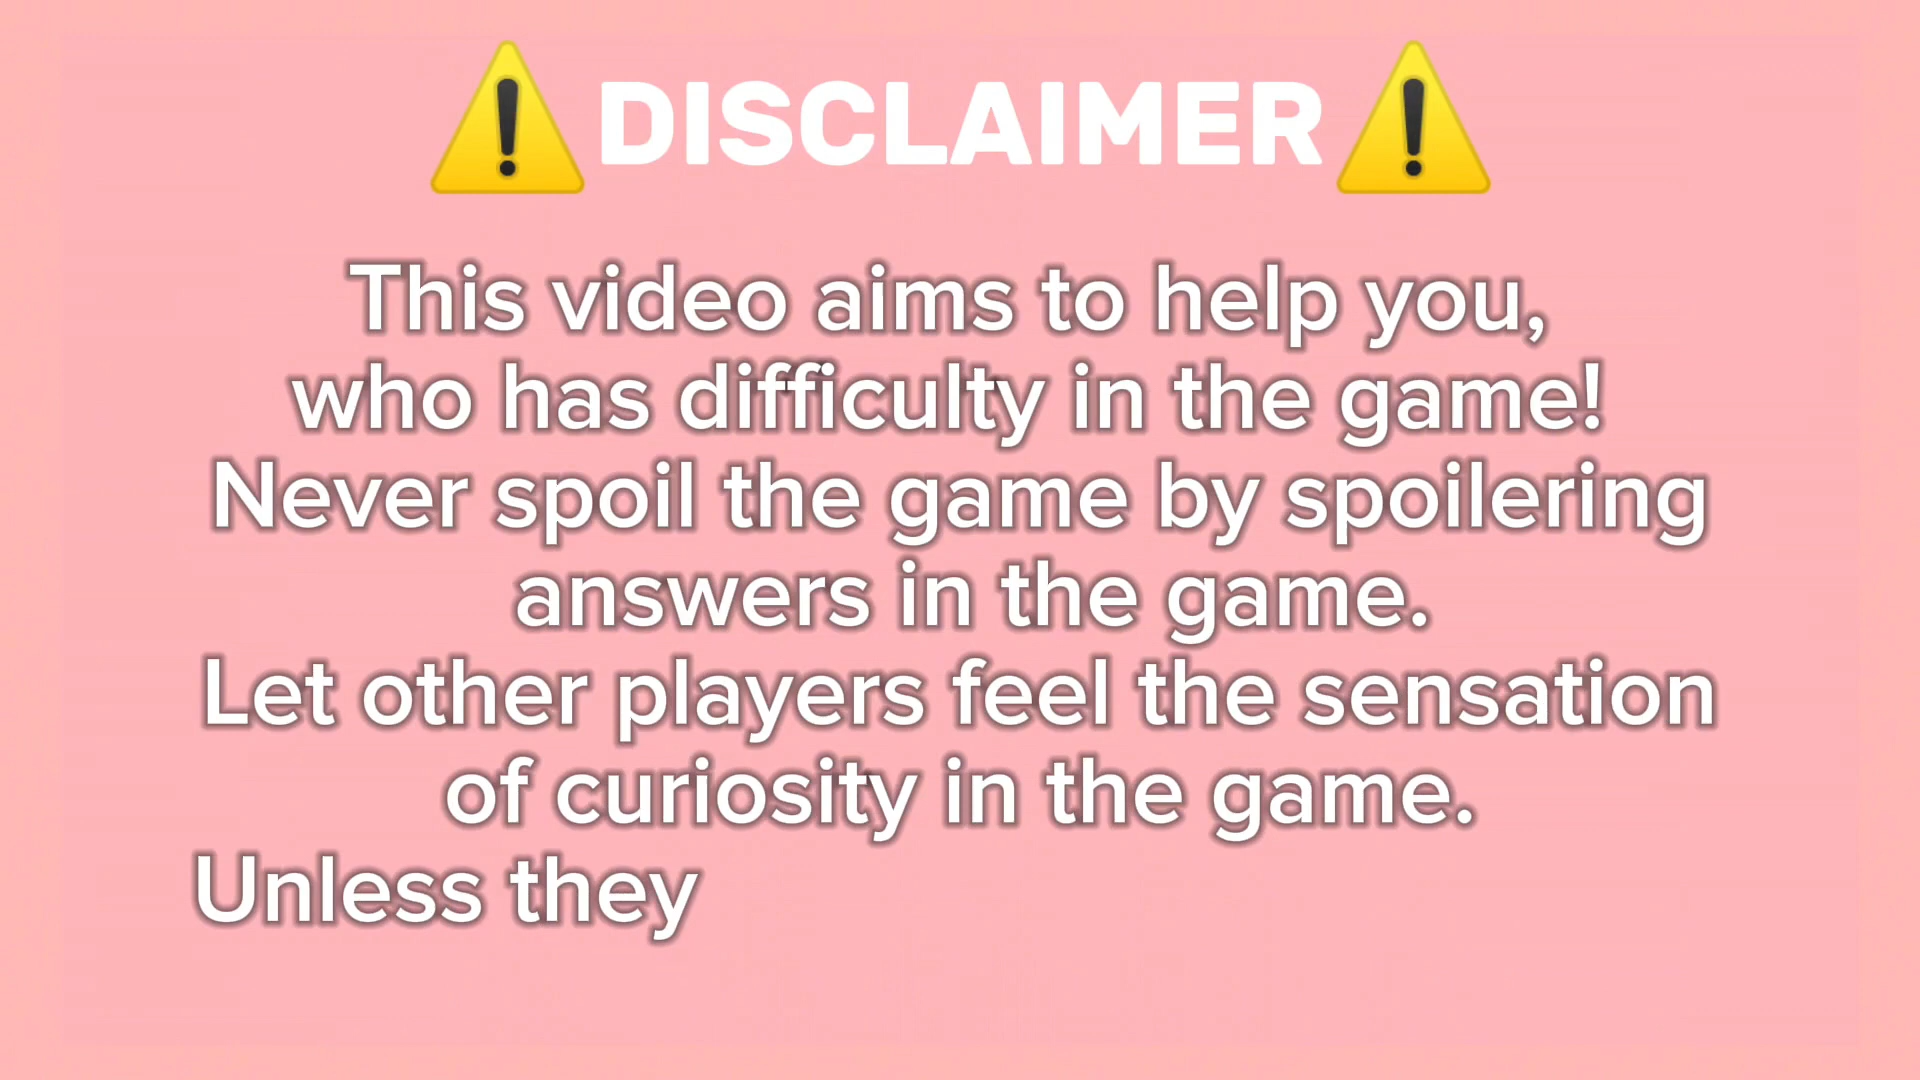 ⚠️DISCLAIMER⚠️
This video aims to help you,
who has difficulty in the game!
Never spoil the game by spoilering
answers in the game.
Let other players feel the sensation
of curiosity in the game.
Unless they